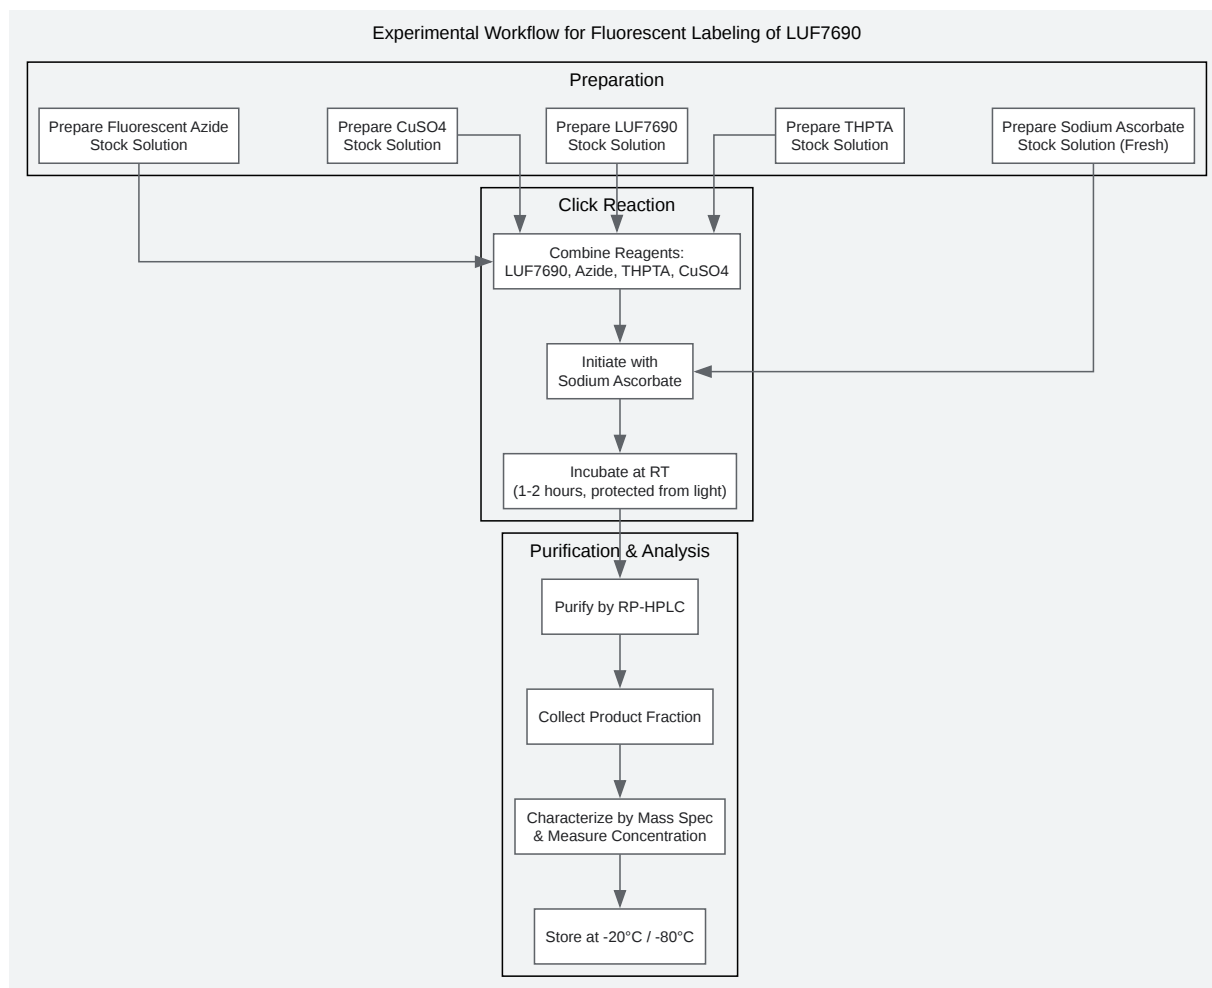 Experimental Workflow for Fluorescent Labeling of LUF7690
Preparation
Prepare Fluorescent Azide
Stock Solution
Prepare CuSO4
Stock Solution
Prepare LUF7690
Stock Solution
Prepare THPTA
Stock Solution
Prepare Sodium Ascorbate
Stock Solution (Fresh)
Click Reaction
Combine Reagents:
LUF7690, Azide, THPTA, CuSO4
Initiate with
Sodium Ascorbate
Incubate at RT
(1-2 hours, protected from light)
Purification & Analysis
Purify by RP-HPLC
Collect Product Fraction
Characterize by Mass Spec
& Measure Concentration
Store at -20°C / -80°C